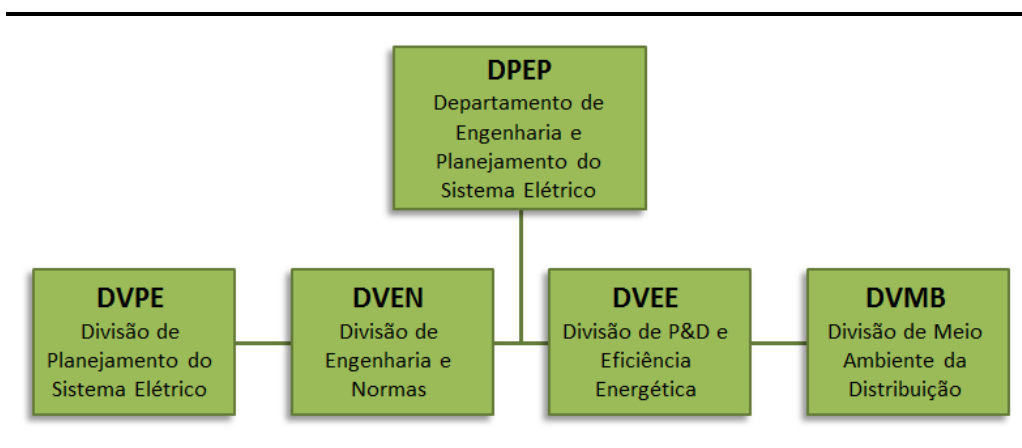 DPEP
Departamento de
Engenharia e
Planejamento do
Sistema Elétrico
DVPE
Divisão de
Planejamento do
Sistema Elétrico
DVEN
Divisão de
Engenharia e
Normas
DVEE
Divisão de P&D e
Eficiência
Energética
DVMB
Divisão de Meio
Ambiente da
Distribuição